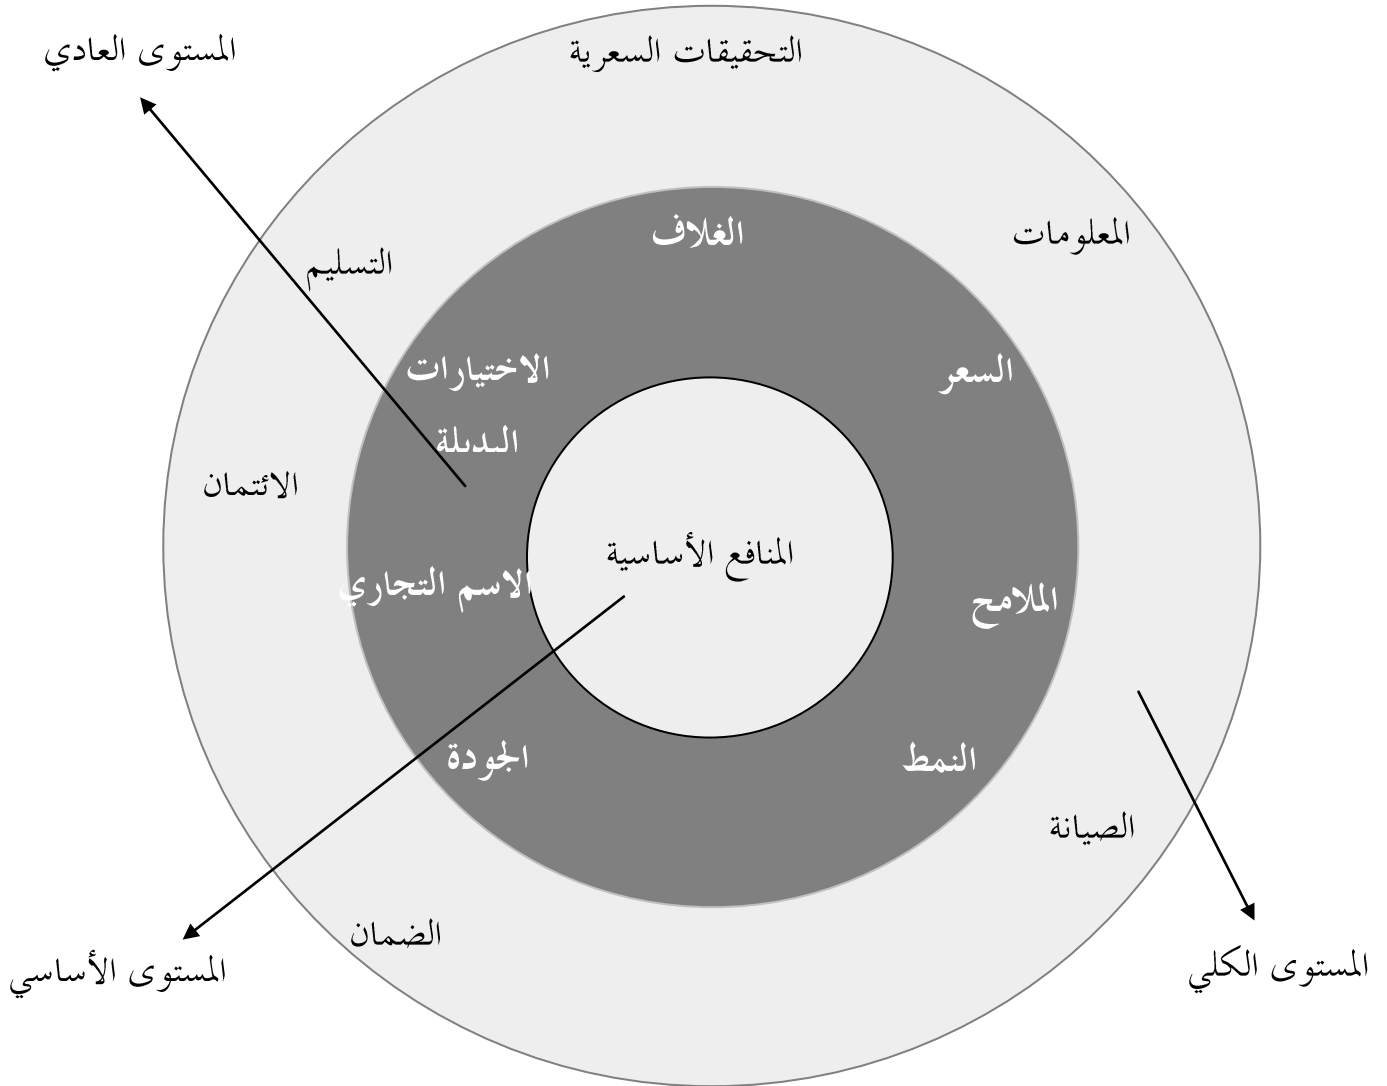 المستوى العادي
التحقيقات السعرية
المعلومات
الغلاف
التسليم
السعر
الاختيارات
البديلة
الائتمان
المنافع الأساسية
الاسم التجاري
الملامح
الجودة
النمط
الصيانة
الضمان
المستوى الأساسي
المستوى الكلي